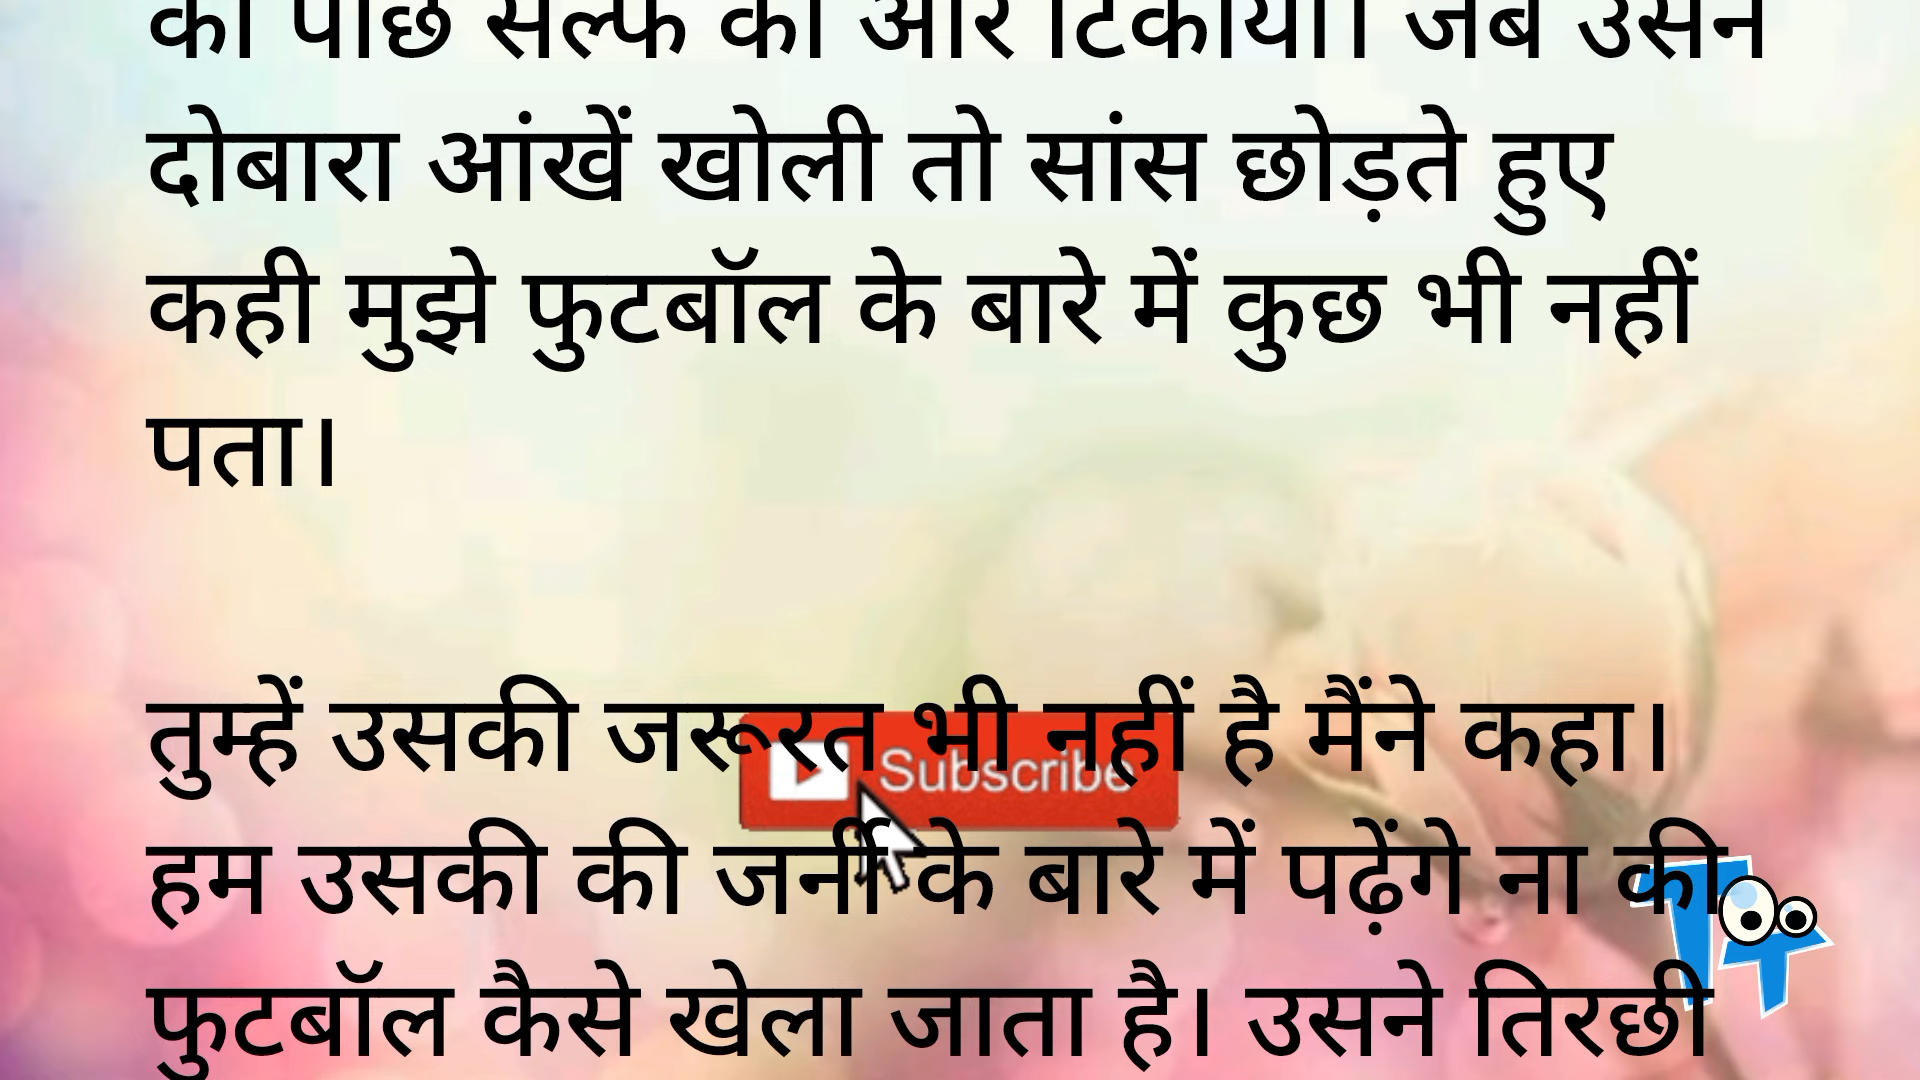 को पीछे सेल्फ की ओर टिकाया। जब उसने
दोबारा आंखें खोली तो सांस छोड़ते हुए
कही मुझे फुटबॉल के बारे में कुछ भी नहीं
पता।
तुम्हें उसकी जरूरत भी नहीं है मैंने कहा।
Subscribe
हम उसकी की जर्नी के बारे में पढ़ेंगे ना की
फुटबॉल कैसे खेला जाता है। उसने तिरछी